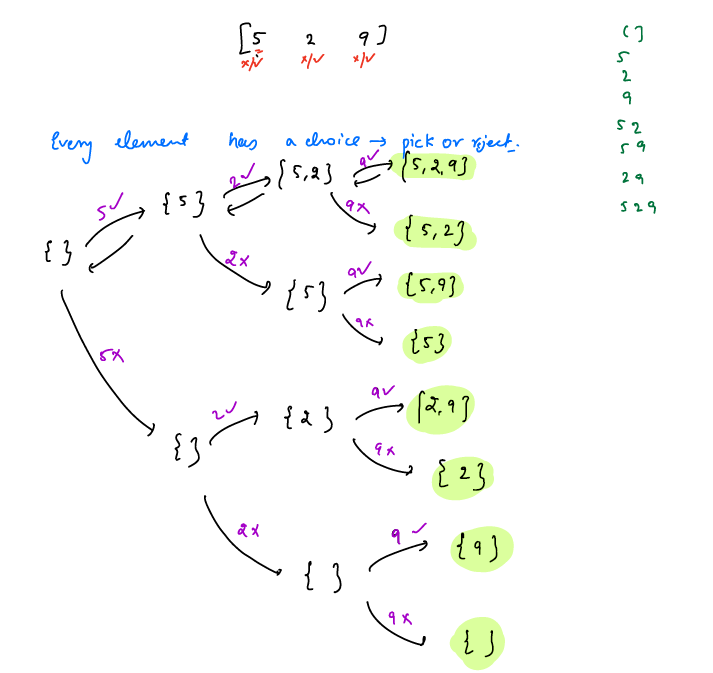 [5 2 9]
x/✓ x/✓ x/✓
Every element has a choice → pick or reject.
[]
5
2
9
5 2
5 9
2 9
5 2 9
5✓
{5}
2✓
{5,2}
9✓
{5,2,9}
9x
{5,2}
{ }
2x
{5}
9✓
{5,9}
9x
{5}
5x
{ }
2✓
{2}
9✓
{2,9}
9x
{2}
2x
{ }
9✓
{9}
9x
{ }